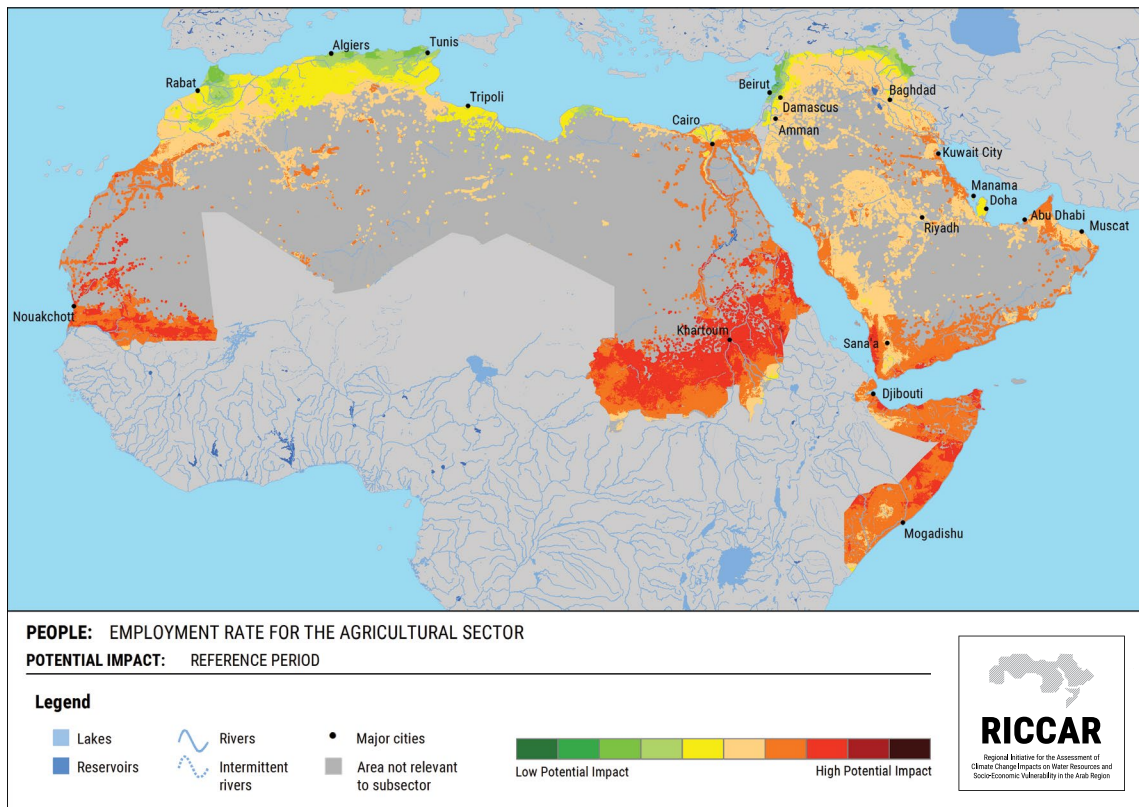 Algiers
Tunis
Rabat
Tripoli
Beirut
Damascus
Baghdad
Cairo
Amman
Kuwait City
Manama
Doha
Abu Dhabi
Riyadh
Muscat
Nouakchott
Khartoum
Sana'a
Djibouti
Mogadishu
PEOPLE: EMPLOYMENT RATE FOR THE AGRICULTURAL SECTOR
POTENTIAL IMPACT: REFERENCE PERIOD
Legend
Lakes
Reservoirs
Rivers
Intermittent
rivers
Major cities
Area not relevant
to subsector
Low Potential Impact
High Potential Impact
RICCAR
Regional Initiative for the Assessment of
Climate Change Impacts on Water Resources and
Socio-Economic Vulnerability in the Arab Region